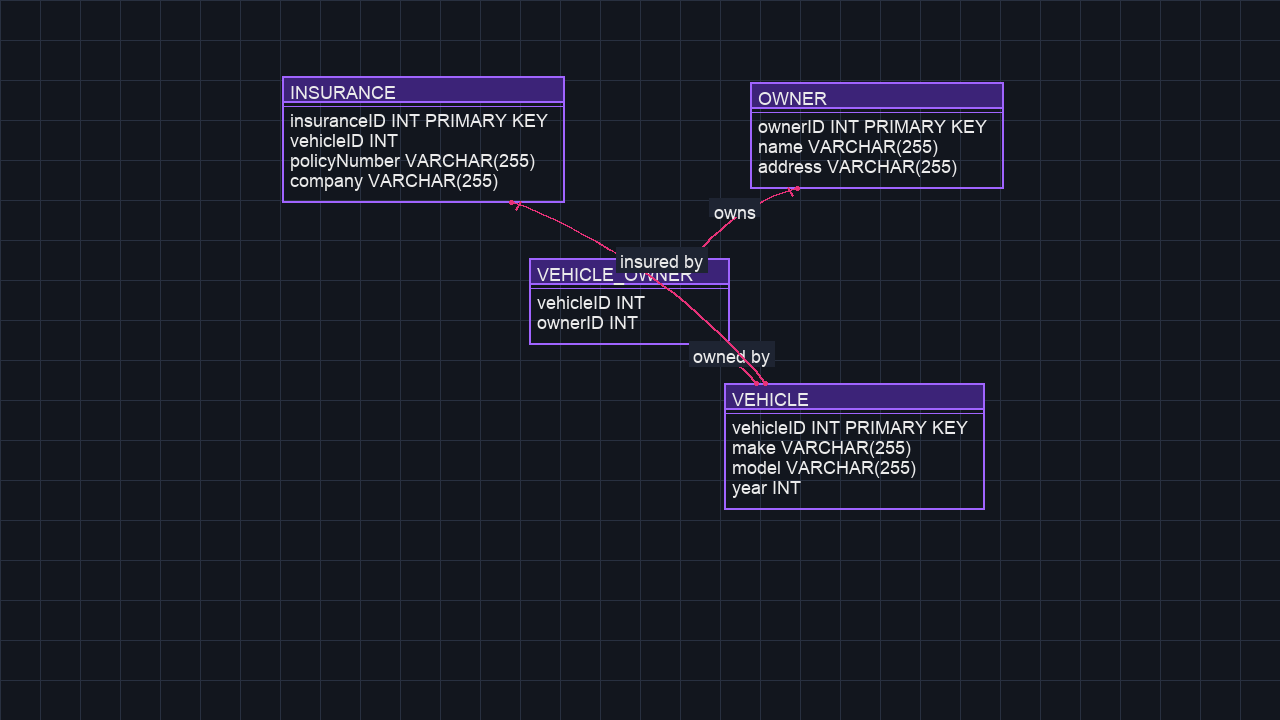 INSURANCE
insuranceID INT PRIMARY KEY
vehicleID INT
policyNumber VARCHAR(255)
company VARCHAR(255)
OWNER
ownerID INT PRIMARY KEY
name VARCHAR(255)
address VARCHAR(255)
owns
insured by
VEHICLE_OWNER
vehicleID INT
ownerID INT
owned by
VEHICLE
vehicleID INT PRIMARY KEY
make VARCHAR(255)
model VARCHAR(255)
year INT